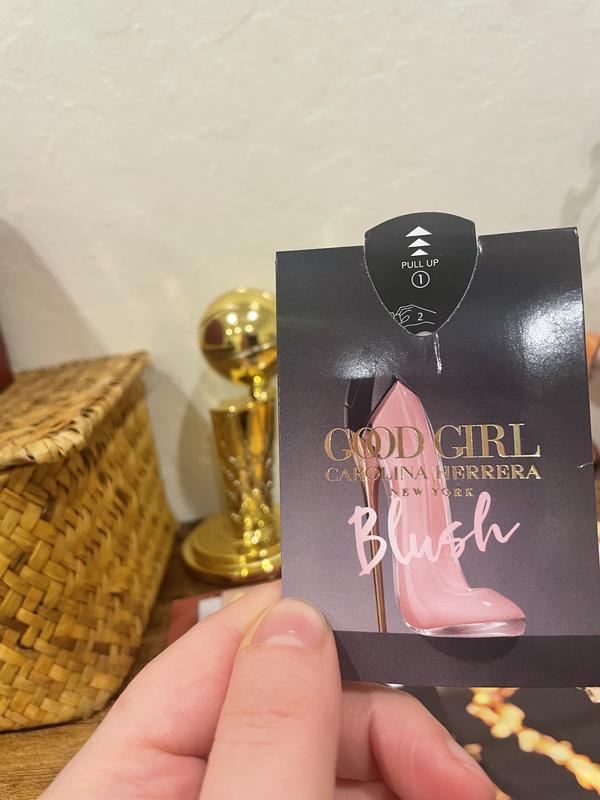 PULL UP
1
2
GOOD GIRL
CAROLINA HERRERA
NEW YORK
Blush